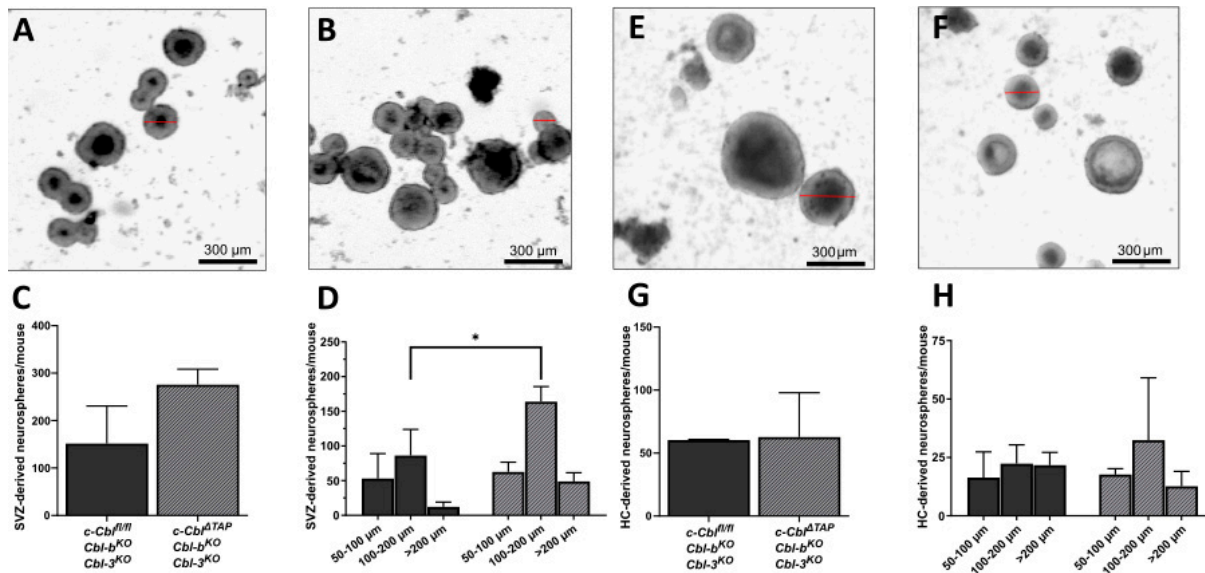 A
B
E
F
300 µm
300 µm
300 µm
300 µm
C
D
G
H
SVZ-derived neurospheres/mouse
400
300
200
100
0
c-Cbl^fl/fl c-Cbl^ΔTAP
Cbl-b^KO Cbl-b^KO
Cbl-3^KO Cbl-3^KO
SVZ-derived neurospheres/mouse
250
200
150
100
50
0
*
50-100 µm
100-200 µm
>200 µm
50-100 µm
100-200 µm
>200 µm
HC-derived neurospheres/mouse
150
100
50
0
c-Cbl^fl/fl c-Cbl^ΔTAP
Cbl-b^KO Cbl-b^KO
Cbl-3^KO Cbl-3^KO
HC-derived neurospheres/mouse
75
50
25
0
50-100 µm
100-200 µm
>200 µm
50-100 µm
100-200 µm
>200 µm